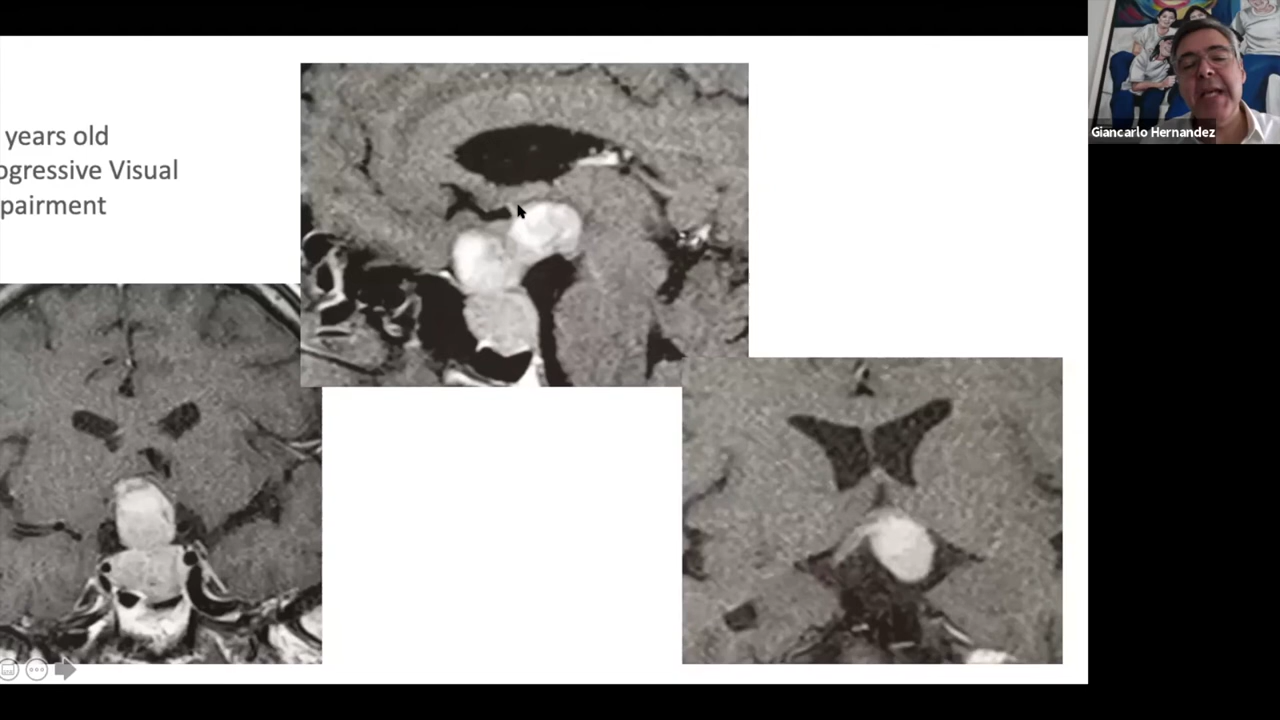 years old
ogressive Visual
pairment
Giancarlo Hernandez